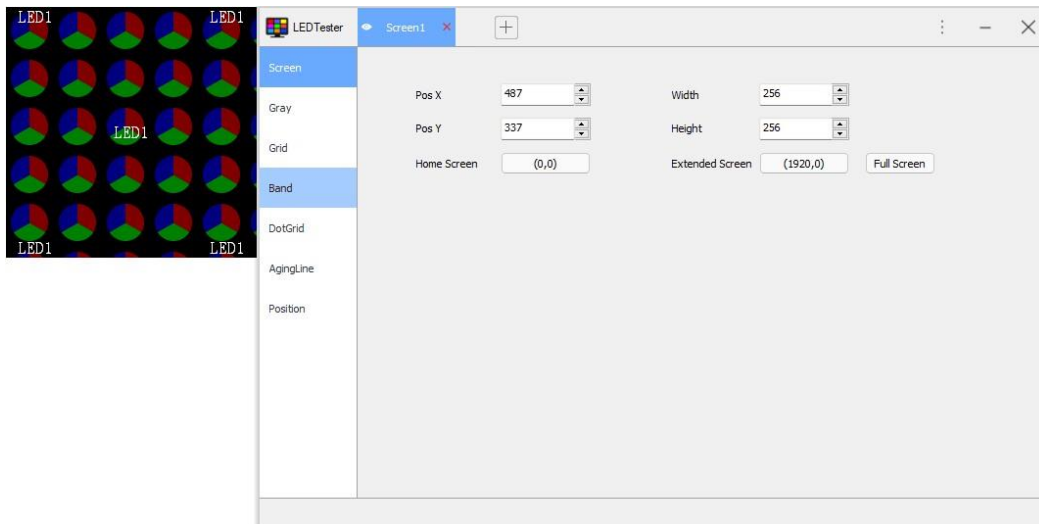 LED1 LED1
LED1
LED1 LED1
LEDTester Screen1
Screen
Gray
Grid
Band
DotGrid
AgingLine
Position
Pos X 487 Width 256
Pos Y 337 Height 256
Home Screen (0,0) Extended Screen (1920,0) Full Screen